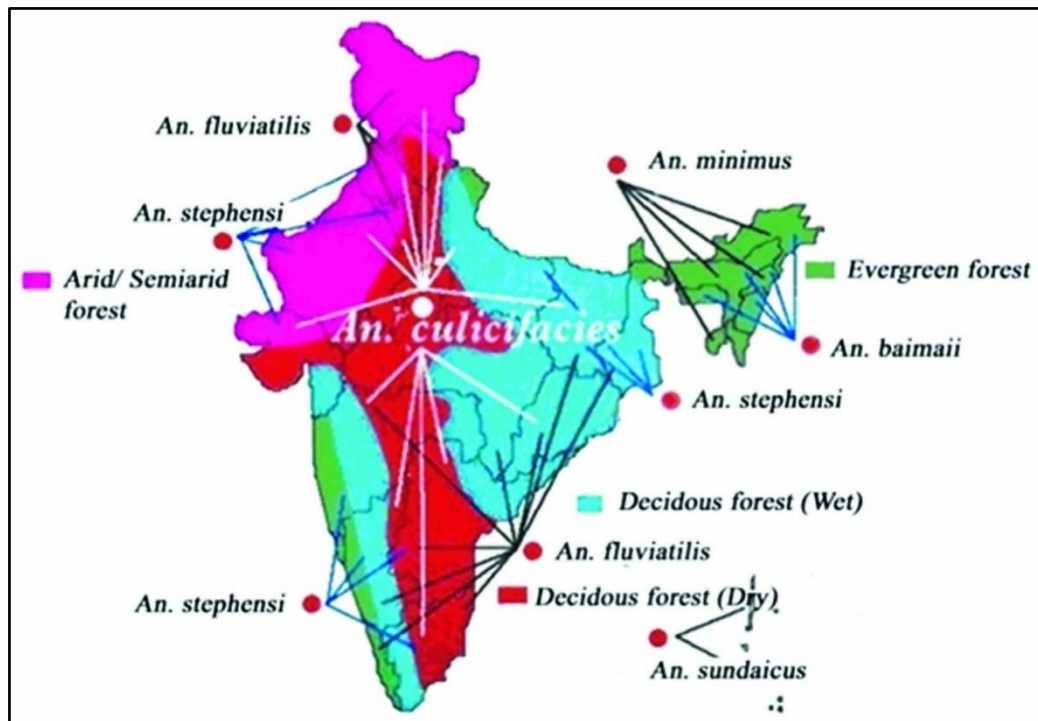 An. fluviatilis
An. minimus
An. stephensi
Arid/ Semiarid
forest
Evergreen forest
An. culicifacies
An. baimaii
An. stephensi
Decidous forest (Wet)
An. fluviatilis
An. stephensi
Decidous forest (Dry)
An. sundaicus